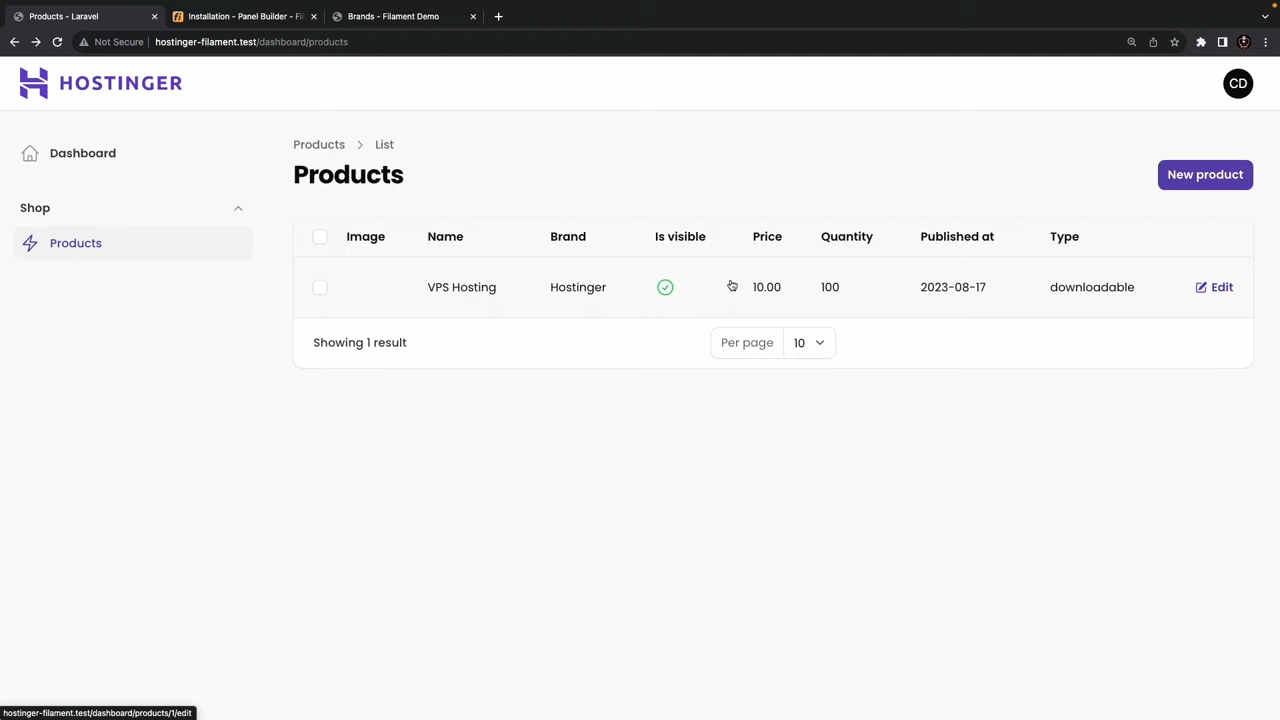 Products - Laravel
Installation - Panel Builder - Fil
Brands - Filament Demo
Not Secure
hostinger-filament.test/dashboard/products
HOSTINGER
CD
Dashboard
Shop
Products
Products > List
Products
New product
Image Name Brand Is visible Price Quantity Published at Type
VPS Hosting Hostinger 10.00 100 2023-08-17 downloadable Edit
Showing 1 result
Per page 10
hostinger-filament.test/dashboard/products/1/edit